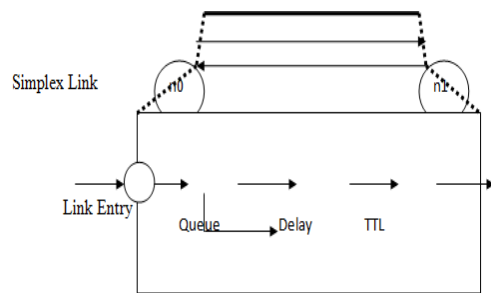 n0
n1
Simplex Link
Link Entry
Queue
Delay
TTL